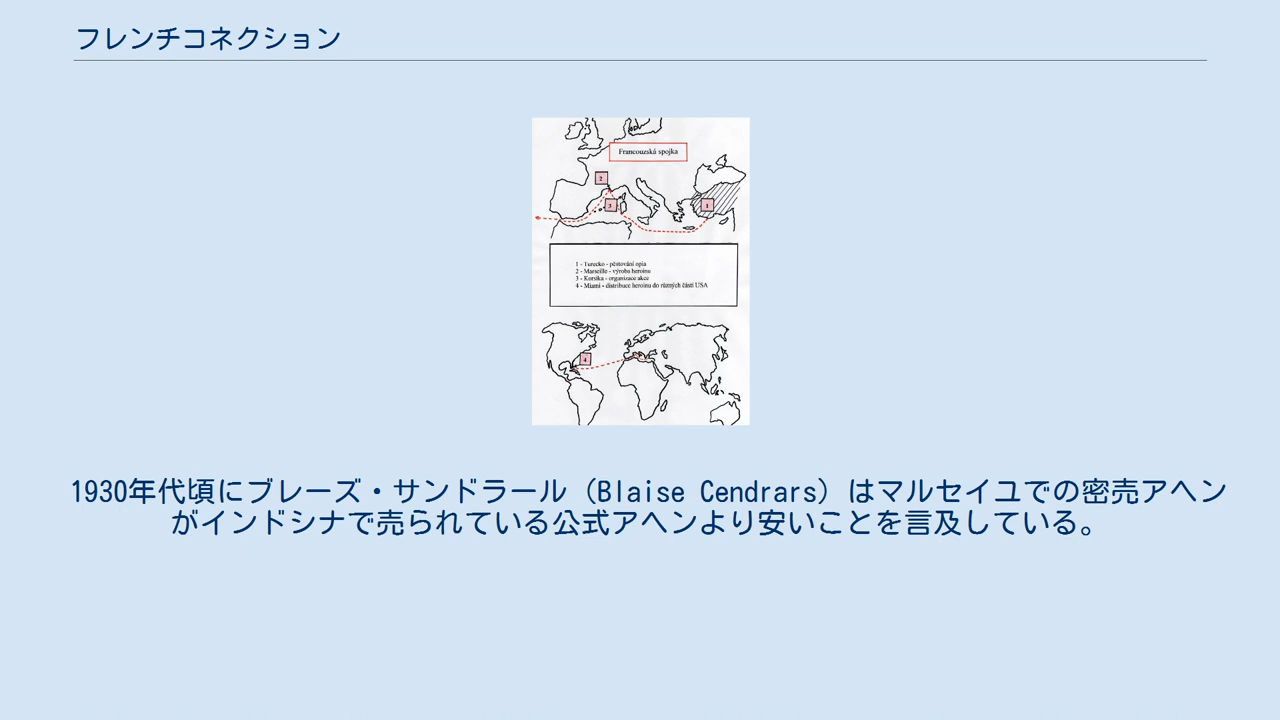 フレンチコネクション
Francouzská spojka
2
3
1
1 - Turecko - pěstování opia
2 - Marseille - výroba heroinu
3 - Korsika - organizace akce
4 - Miami - distribuce heroinu do různých částí USA
4
1930年代頃にブレーズ・サンドラール（Blaise Cendrars）はマルセイユでの密売アヘン
がインドシナで売られている公式アヘンより安いことを言及している。